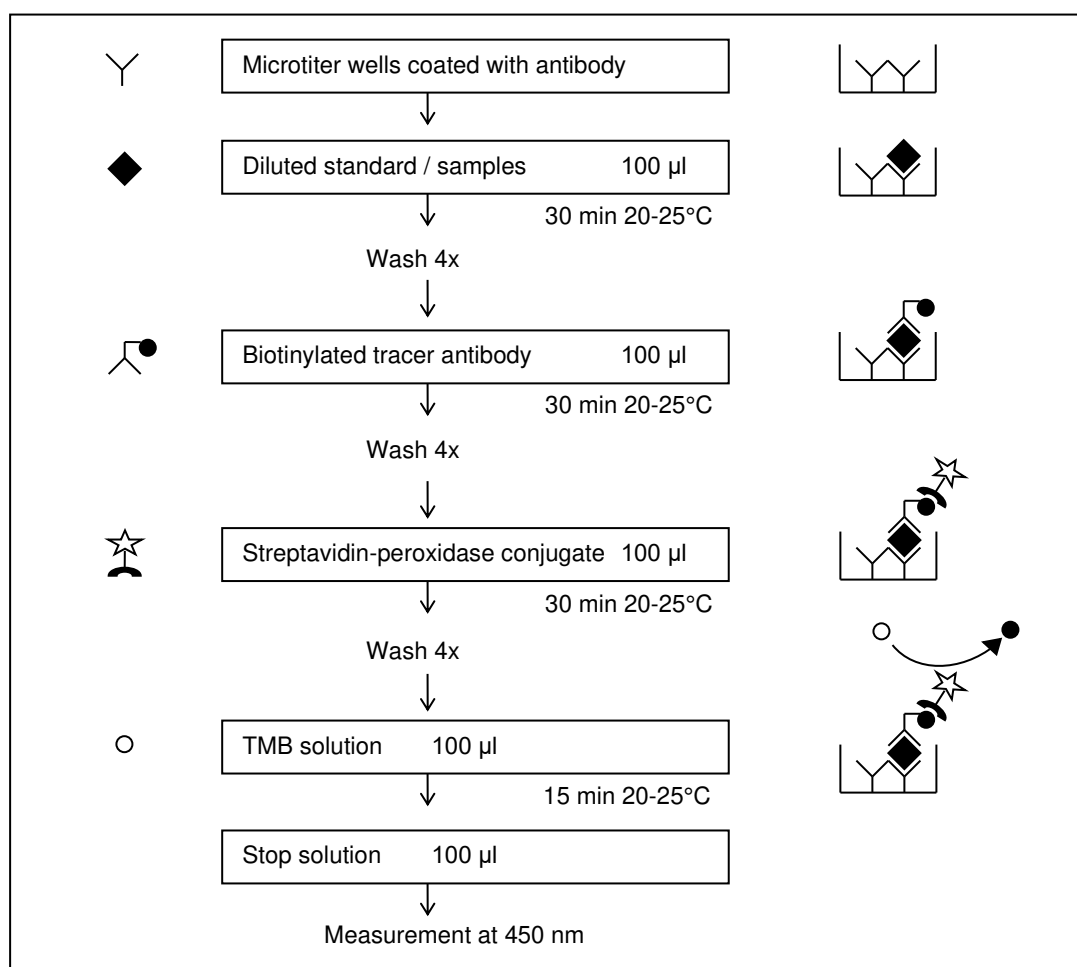 Microtiter wells coated with antibody
Diluted standard / samples 100 µl
30 min 20-25°C
Wash 4x
Biotinylated tracer antibody 100 µl
30 min 20-25°C
Wash 4x
Streptavidin-peroxidase conjugate 100 µl
30 min 20-25°C
Wash 4x
TMB solution 100 µl
15 min 20-25°C
Stop solution 100 µl
Measurement at 450 nm